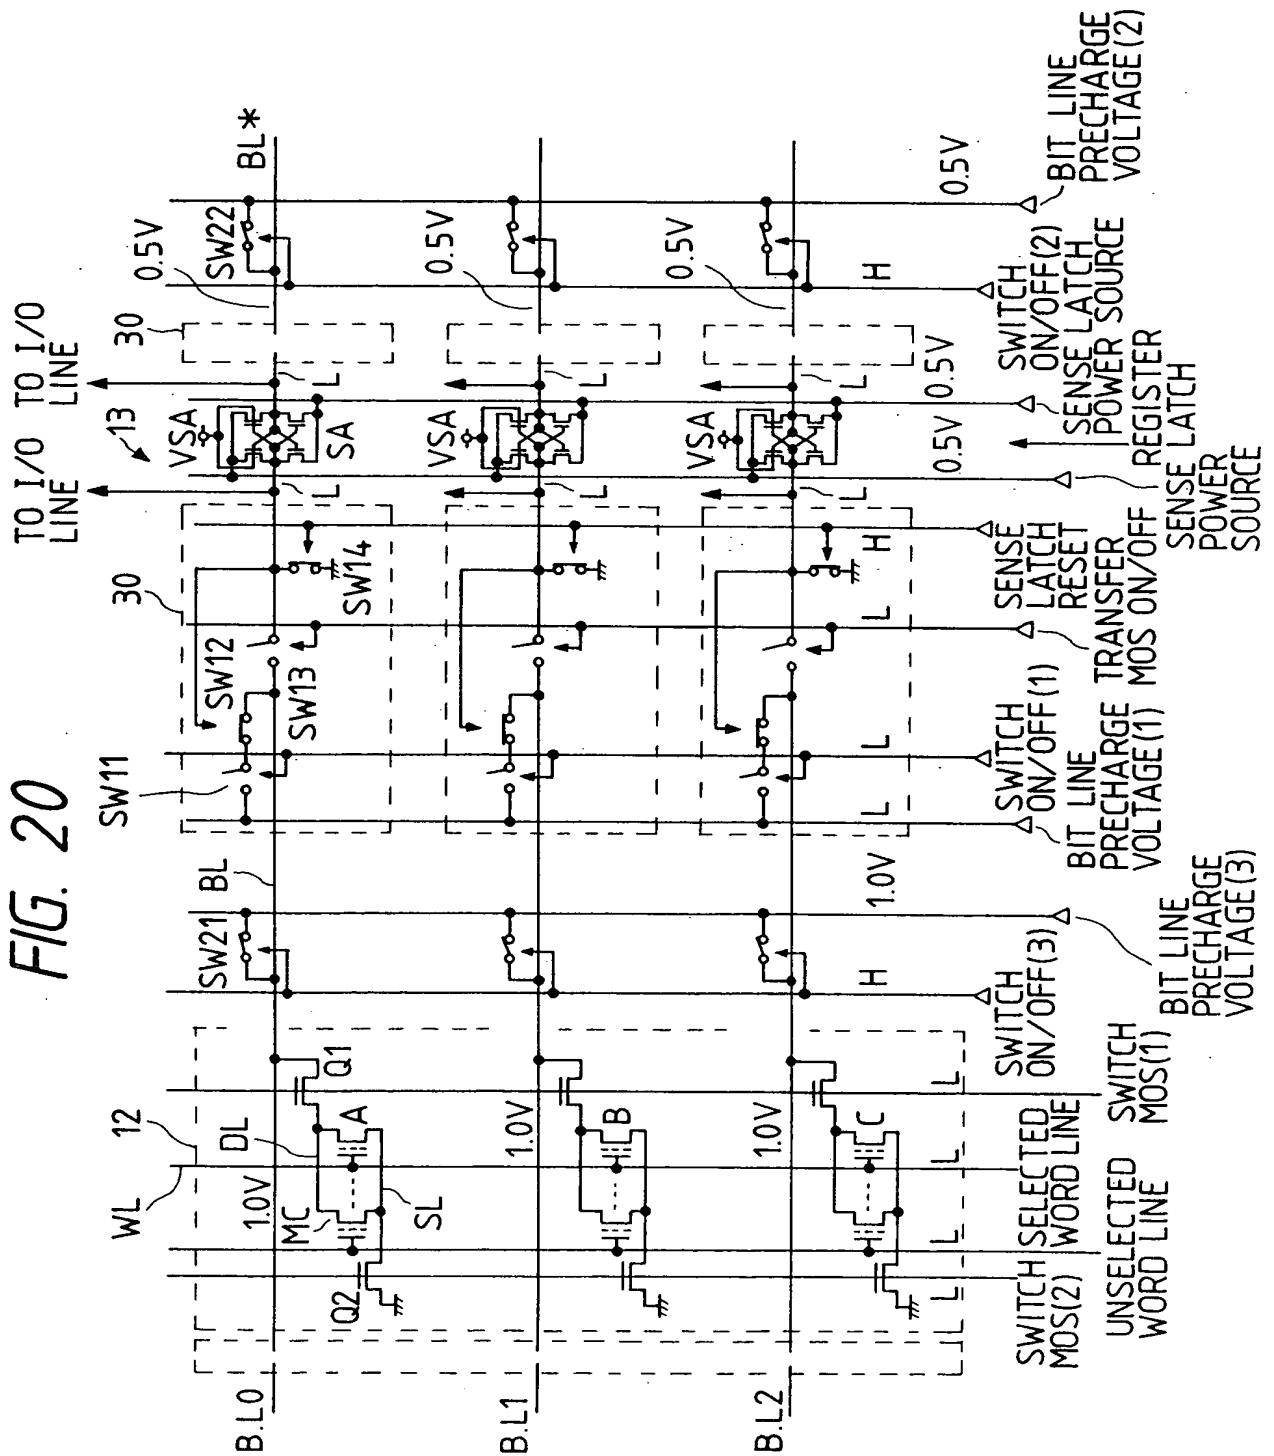 FIG. 20
TO I/O
LINE
TO I/O
LINE
13
30
30
SW11
SW12
SW13
SW14
VSA
SA
L
L
0.5V
SW22
BL*
BL
SW21
12
WL
DL
1.0V
MC
A
Q1
Q2
SL
B.L0
VSA
L
L
0.5V
1.0V
B
B.L1
VSA
L
L
0.5V
1.0V
C
B.L2
L
L
L
L
H
1.0V
L
L
L
H
0.5V
0.5V
H
0.5V
SWITCH
MOS(2)
UNSELECTED
WORD LINE
SELECTED
WORD LINE
SWITCH
MOS(1)
SWITCH
ON/OFF(3)
BIT LINE
PRECHARGE
VOLTAGE(3)
BIT LINE
PRECHARGE
VOLTAGE(1)
SWITCH
ON/OFF(1)
TRANSFER
MOS ON/OFF
SENSE
LATCH
RESET
SENSE
POWER
SOURCE
REGISTER
LATCH
SENSE LATCH
POWER SOURCE
SWITCH
ON/OFF(2)
BIT LINE
PRECHARGE
VOLTAGE(2)